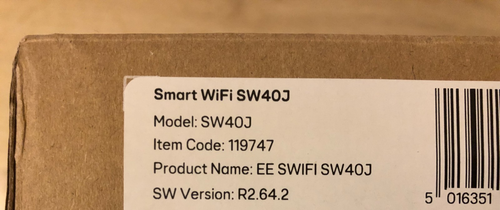 Smart WiFi SW40J
Model: SW40J
Item Code: 119747
Product Name: EE SWIFI SW40J
SW Version: R2.64.2
5 016351